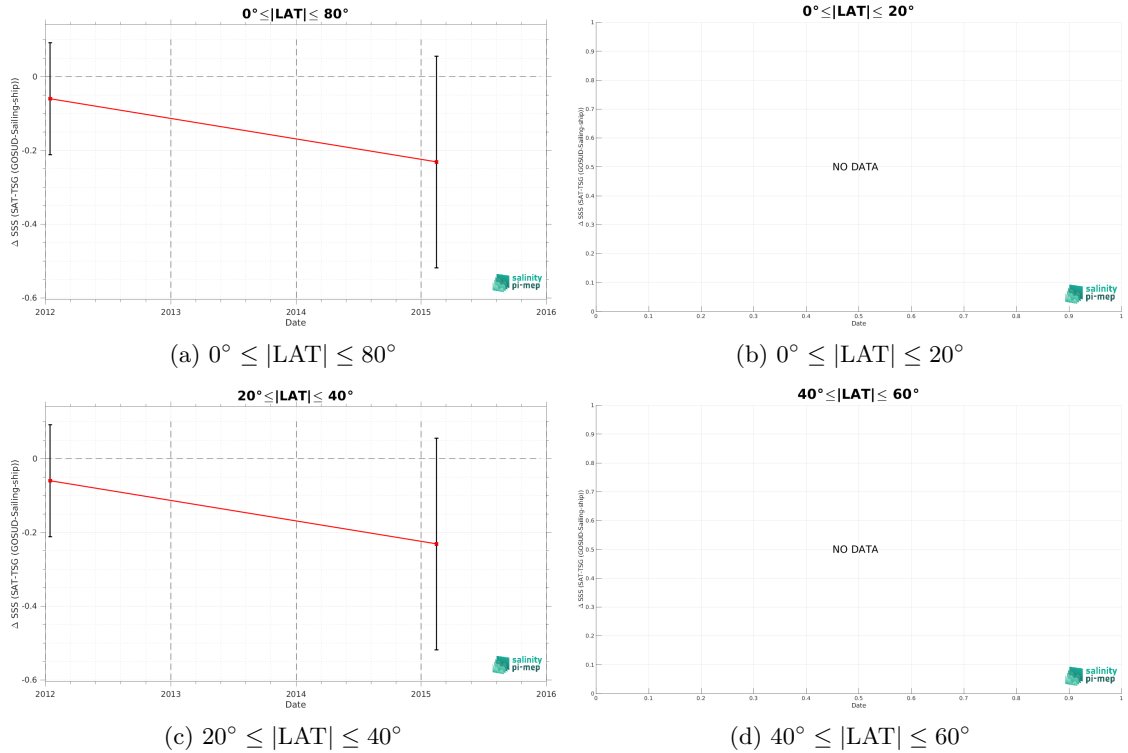 0°≤|LAT|≤ 80°
Δ SSS (SAT-TSG (GOSUD-Sailing-ship))
0
-0.2
-0.4
-0.6
2012 2013 2014 2015 2016
Date
salinity
pi-mep
(a) 0° ≤ |LAT| ≤ 80°
0°≤|LAT|≤ 20°
Δ SSS (SAT-TSG (GOSUD-Sailing-ship))
1
0.9
0.8
0.7
0.6
0.5
0.4
0.3
0.2
0.1
0
NO DATA
0 0.1 0.2 0.3 0.4 0.5 0.6 0.7 0.8 0.9 1
Date
salinity
pi-mep
(b) 0° ≤ |LAT| ≤ 20°
20°≤|LAT|≤ 40°
Δ SSS (SAT-TSG (GOSUD-Sailing-ship))
0
-0.2
-0.4
-0.6
2012 2013 2014 2015 2016
Date
salinity
pi-mep
(c) 20° ≤ |LAT| ≤ 40°
40°≤|LAT|≤ 60°
Δ SSS (SAT-TSG (GOSUD-Sailing-ship))
1
0.9
0.8
0.7
0.6
0.5
0.4
0.3
0.2
0.1
0
NO DATA
0 0.1 0.2 0.3 0.4 0.5 0.6 0.7 0.8 0.9 1
Date
salinity
pi-mep
(d) 40° ≤ |LAT| ≤ 60°